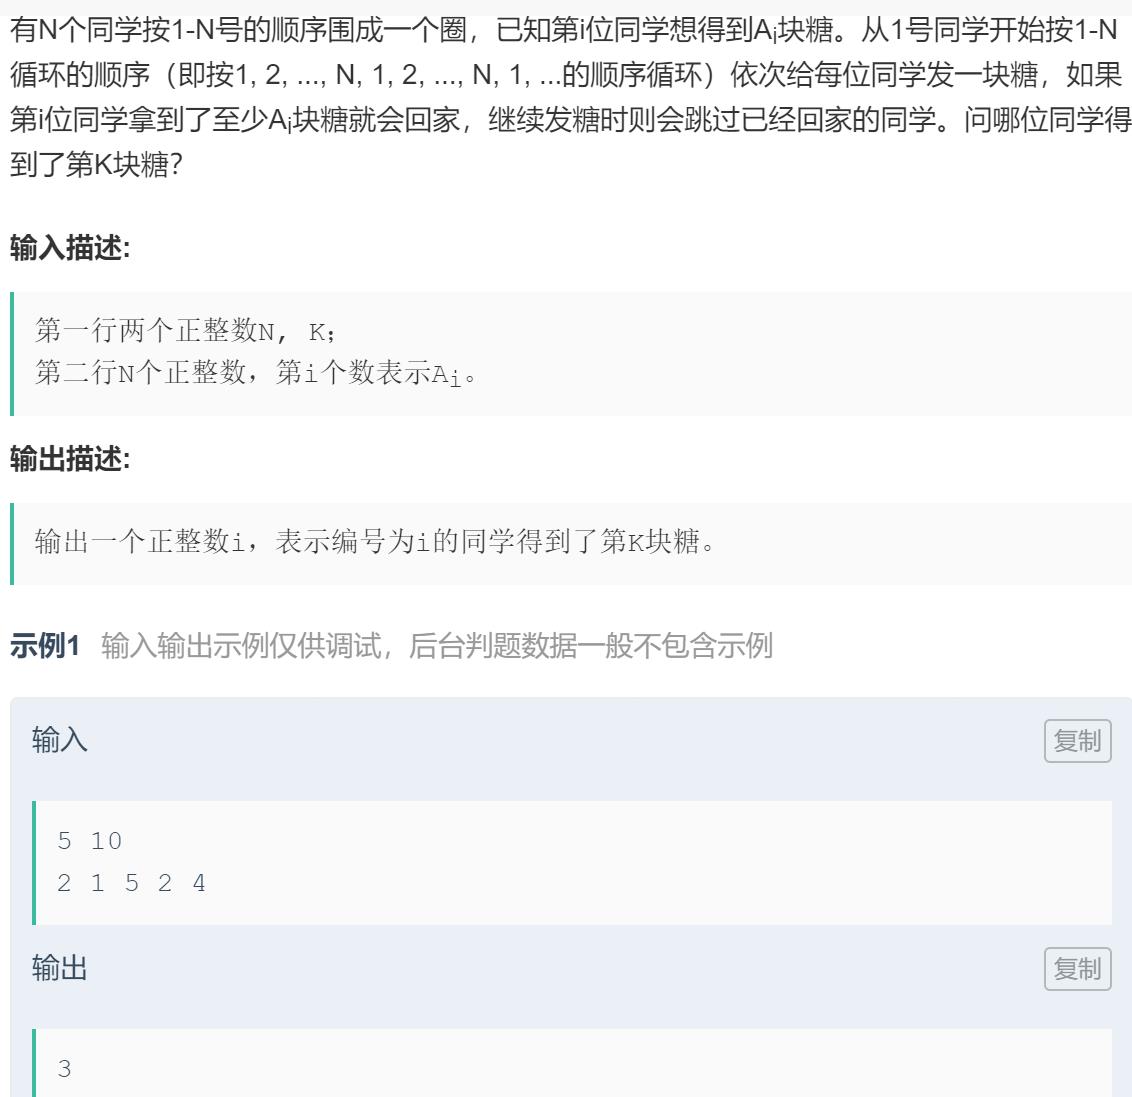 有N个同学按1-N号的顺序围成一个圈，已知第i位同学想得到Ai块糖。从1号同学开始按1-N
循环的顺序（即按1, 2, ..., N, 1, 2, ..., N, 1, ...的顺序循环）依次给每位同学发一块糖，如果
第i位同学拿到了至少Ai块糖就会回家，继续发糖时则会跳过已经回家的同学。问哪位同学得
到了第K块糖？
输入描述:
第一行两个正整数N, K；
第二行N个正整数，第i个数表示Ai。
输出描述:
输出一个正整数i，表示编号为i的同学得到了第K块糖。
示例1 输入输出示例仅供调试，后台判题数据一般不包含示例
输入
复制
5 10
2 1 5 2 4
输出
复制
3